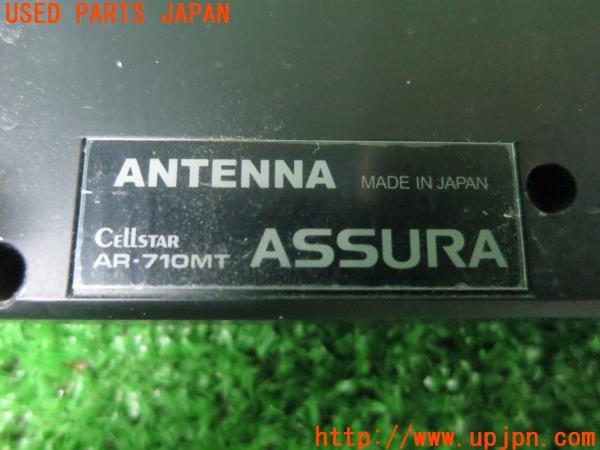 USED PARTS JAPAN
ANTENNA MADE IN JAPAN
CELLSTAR
AR-710MT ASSURA
http://www.upjpn.com/